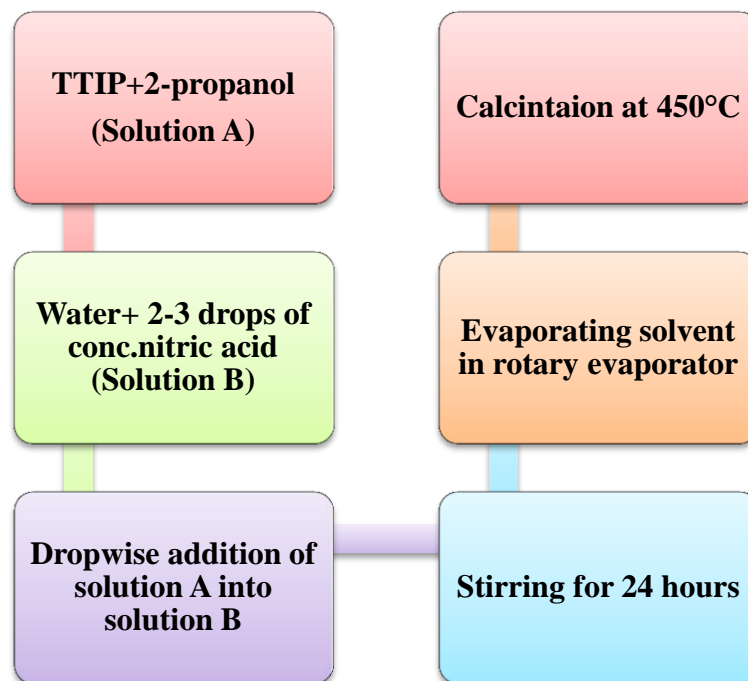 TTIP+2-propanol
(Solution A)
Water+ 2-3 drops of
conc.nitric acid
(Solution B)
Dropwise addition of
solution A into
solution B
Stirring for 24 hours
Evaporating solvent
in rotary evaporator
Calcintaion at 450°C